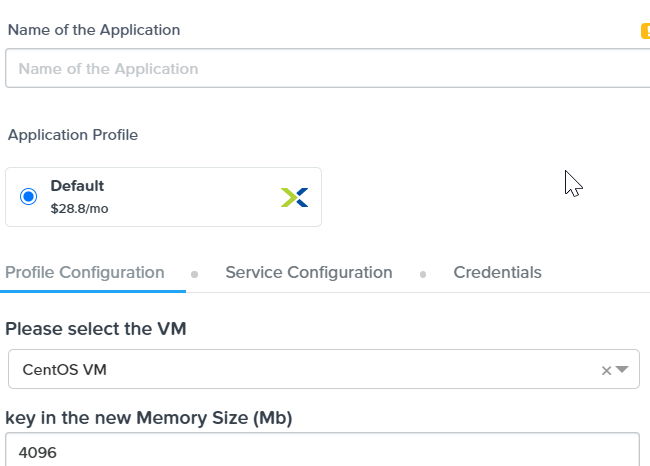 Name of the Application
Name of the Application
Application Profile
Default
$28.8/mo
Profile Configuration
Service Configuration
Credentials
Please select the VM
CentOS VM
key in the new Memory Size (Mb)
4096